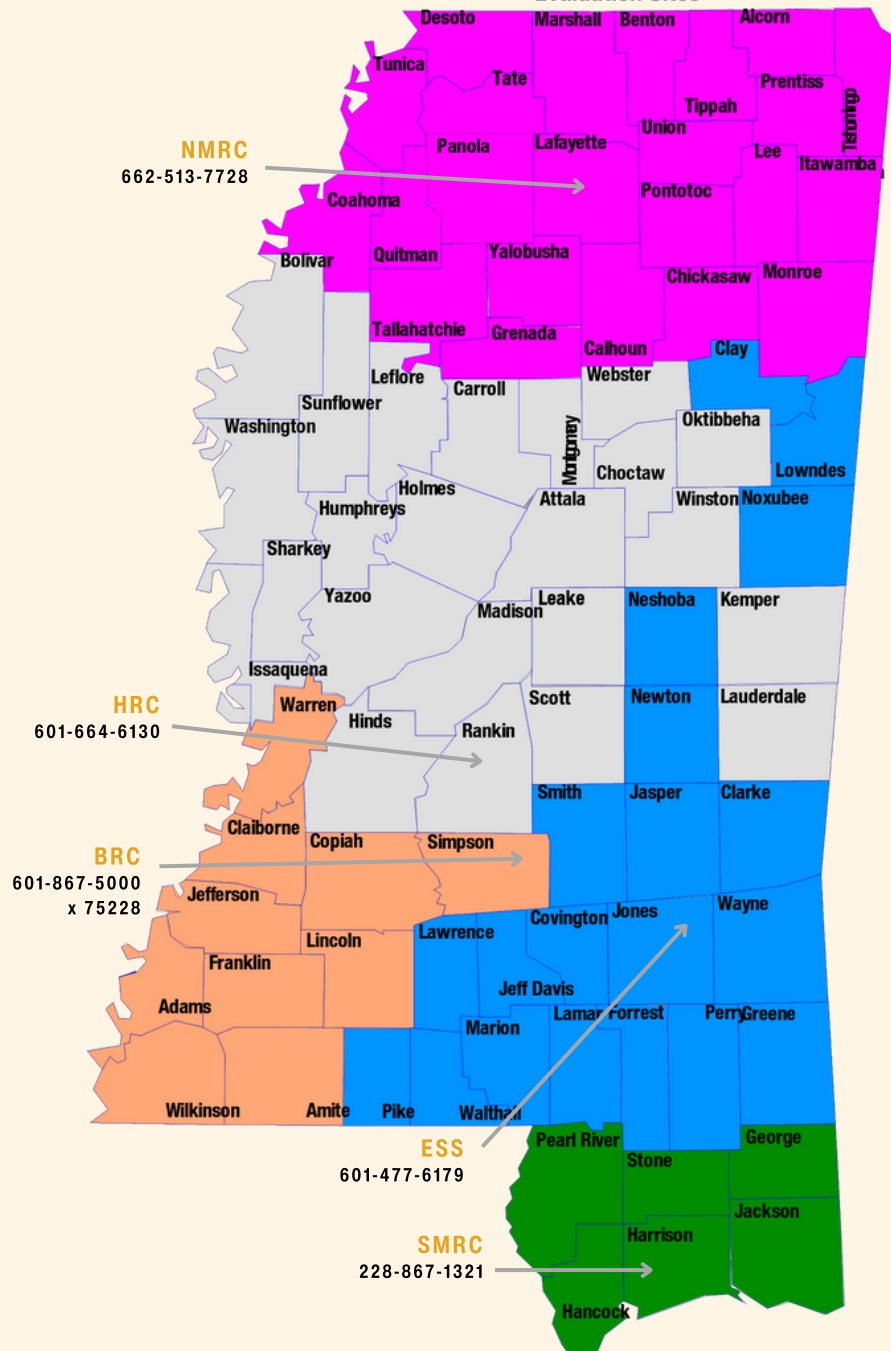 Evaluation Sites
Desoto
Marshall
Benton
Alcorn
Tunica
Tate
Tippah
Prentiss
Tishomingo
Union
Panola
Lafayette
Lee
Itawamba
NMRC
662-513-7728
Coahoma
Pontotoc
Quitman
Yalobusha
Bolivar
Chickasaw
Monroe
Tallahatchie
Grenada
Calhoun
Clay
Leflore
Carroll
Webster
Sunflower
Washington
Montgomery
Oktibbeha
Choctaw
Lowndes
Holmes
Humphreys
Attala
Winston
Noxubee
Sharkey
Yazoo
Madison
Leake
Neshoba
Kemper
Issaquena
Warren
Hinds
Rankin
Scott
Newton
Lauderdale
HRC
601-664-6130
Smith
Jasper
Clarke
Claiborne
Copiah
Simpson
BRC
601-867-5000
x 75228
Jefferson
Lincoln
Lawrence
Covington
Jones
Wayne
Franklin
Adams
Jeff Davis
Marion
Lamar
Forrest
Perry
Greene
Wilkinson
Amite
Pike
Walthall
ESS
601-477-6179
Pearl River
Stone
George
Jackson
Harrison
SMRC
228-867-1321
Hancock